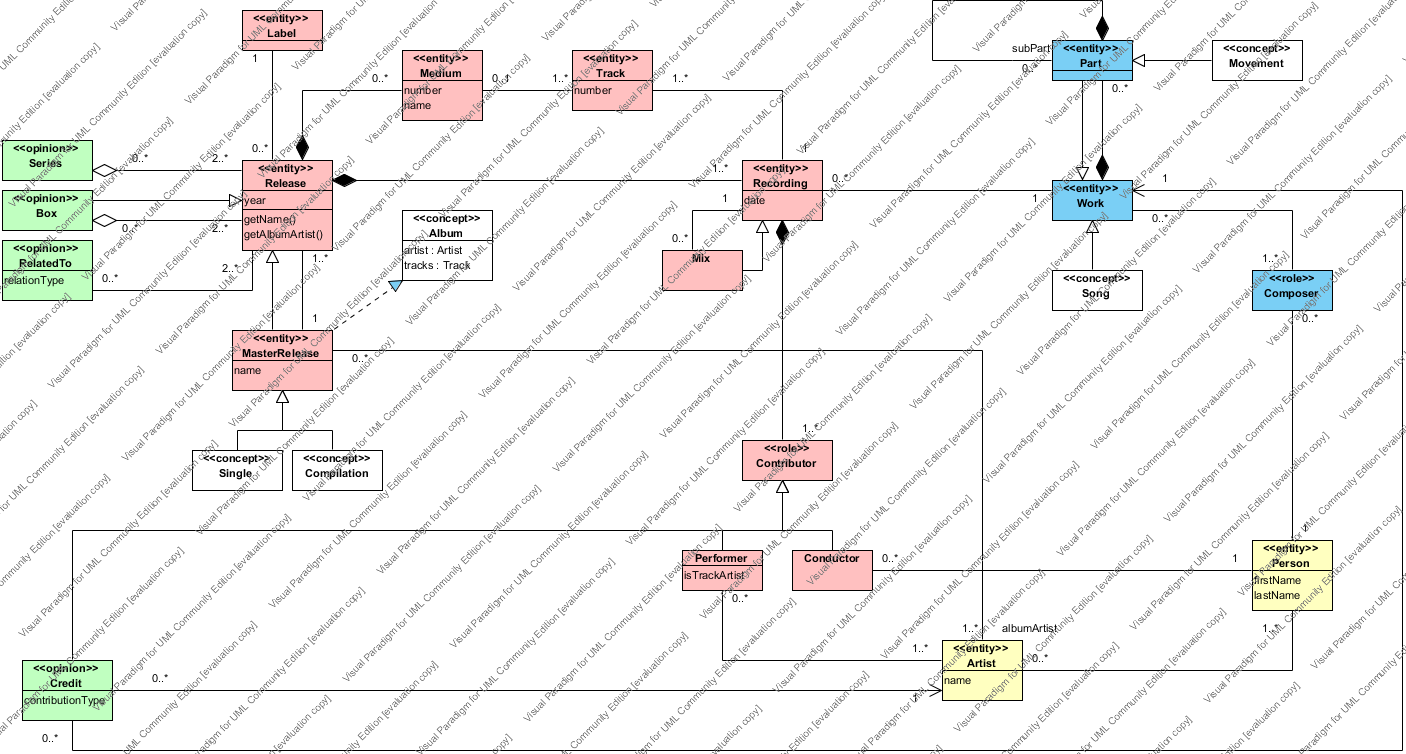 <<entity>>
Label
1
0..*
<<entity>>
Medium
number
name
0..*
0..1
<<entity>>
Track
number
1..*
1..*
subPart
0..*
<<entity>>
Part
0..*
<<concept>>
Movement
<<opinion>>
Series
0..*
2..*
<<opinion>>
Box
0..*
2..*
<<opinion>>
RelatedTo
relationType
0..*
2..*
<<entity>>
Release
year
getName()
getAlbumArtist()
1..*
1
<<concept>>
Album
artist : Artist
tracks : Track
1
1..*
<<entity>>
Recording
date
0..*
1
0..*
Mix
1
1
<<entity>>
Work
0..*
<<concept>>
Song
1..*
<<role>>
Composer
0..*
<<entity>>
MasterRelease
name
0..*
<<concept>>
Single
<<concept>>
Compilation
1..*
<<role>>
Contributor
Performer
isTrackArtist
0..*
Conductor
0..*
1
1
<<entity>>
Person
firstName
lastName
1..*
1..*
albumArtist
1..*
<<entity>>
Artist
name
0..*
1
<<opinion>>
Credit
contributionType
0..*
0..*
Visual Paradigm for UML Community Edition [evaluation copy]